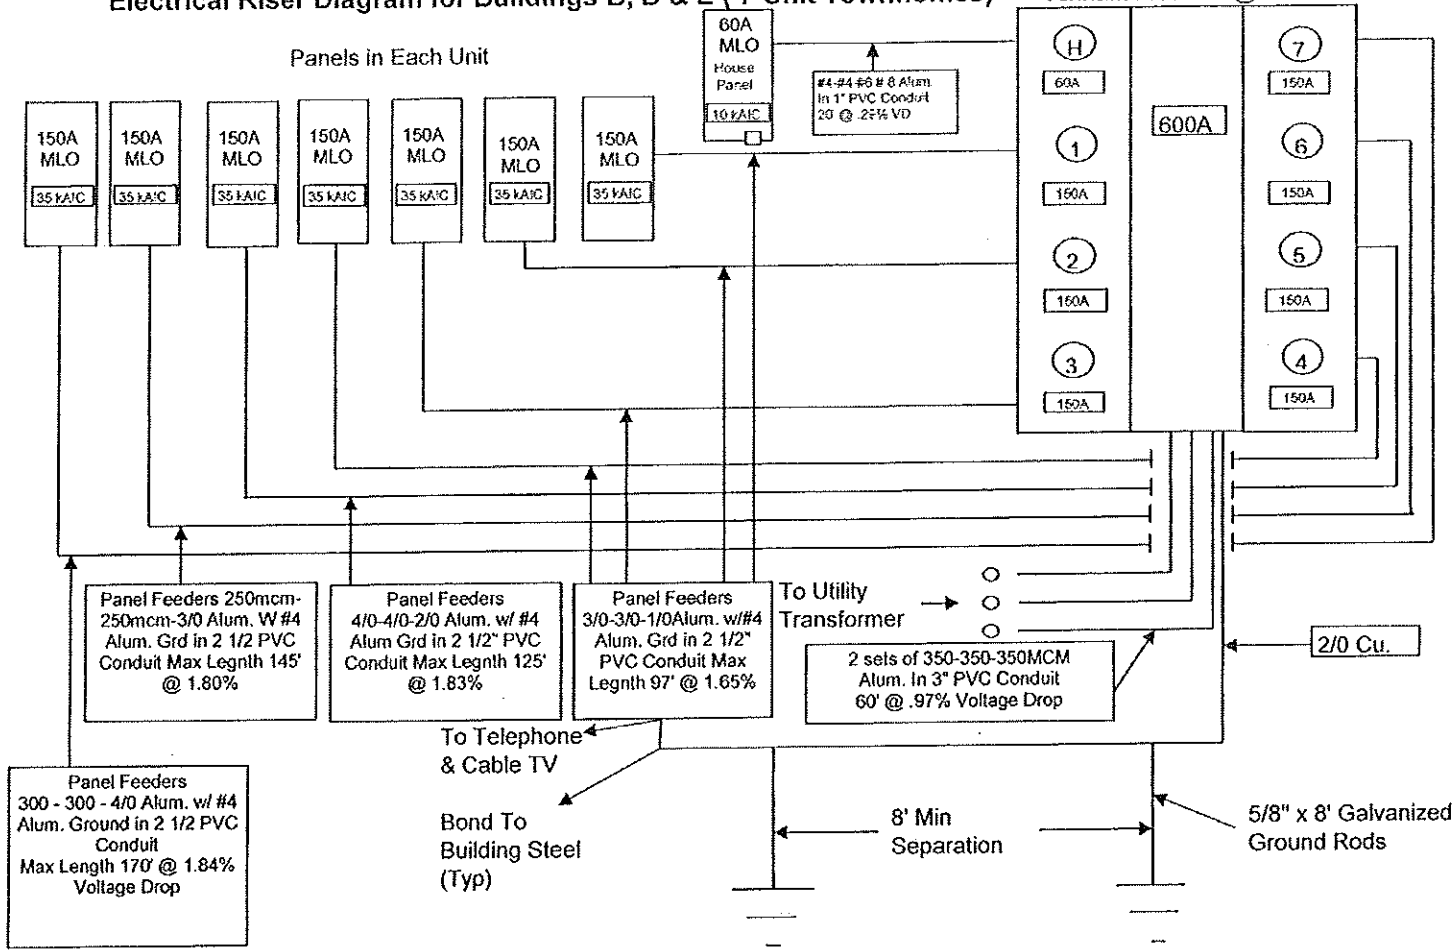 Electrical Riser Diagram for Buildings B, D & E ( 7 Unit Townhomes)
Panels in Each Unit
60A
MLO
House
Panel
10 kAIC
#4-#4-#6 # 8 Alum.
In 1" PVC Conduit
20' @ .25% VD
150A
MLO
35 kAIC
150A
MLO
35 kAIC
150A
MLO
35 kAIC
150A
MLO
35 kAIC
150A
MLO
35 kAIC
150A
MLO
35 kAIC
150A
MLO
35 kAIC
H
60A
1
150A
2
150A
3
150A
600A
7
150A
6
150A
5
150A
4
150A
Panel Feeders 250mcm-
250mcm-3/0 Alum. W #4
Alum. Grd in 2 1/2 PVC
Conduit Max Legnth 145'
@ 1.80%
Panel Feeders
4/0-4/0-2/0 Alum. w/ #4
Alum Grd in 2 1/2" PVC
Conduit Max Legnth 125'
@ 1.83%
Panel Feeders
3/0-3/0-1/0Alum. w/#4
Alum. Grd in 2 1/2"
PVC Conduit Max
Legnth 97' @ 1.65%
To Utility
Transformer
2 sets of 350-350-350MCM
Alum. In 3" PVC Conduit
60' @ .97% Voltage Drop
2/0 Cu.
To Telephone
& Cable TV
Panel Feeders
300 - 300 - 4/0 Alum. w/ #4
Alum. Ground in 2 1/2 PVC
Conduit
Max Length 170' @ 1.84%
Voltage Drop
Bond To
Building Steel
(Typ)
8' Min
Separation
5/8" x 8' Galvanized
Ground Rods